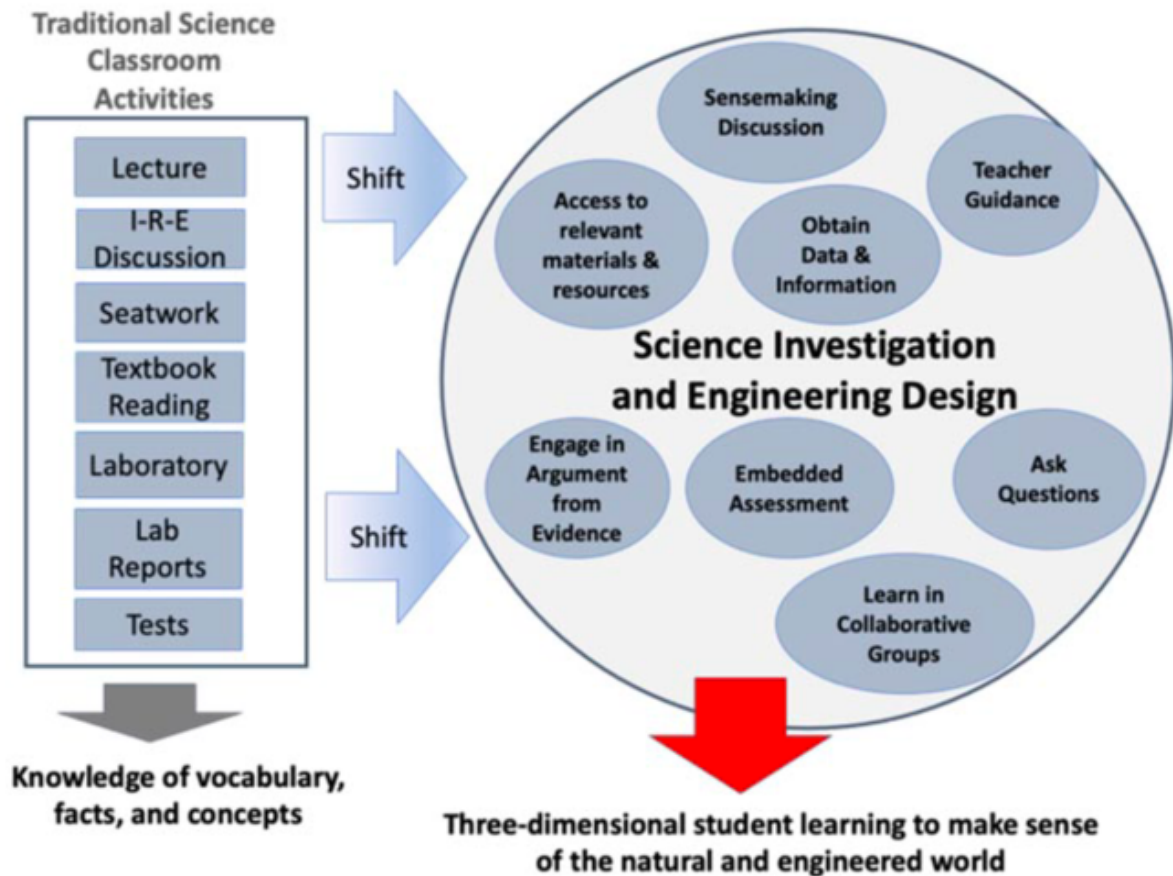 Traditional Science
Classroom
Activities
Lecture
I-R-E
Discussion
Seatwork
Textbook
Reading
Laboratory
Lab
Reports
Tests
Knowledge of vocabulary,
facts, and concepts
Shift
Shift
Sensemaking
Discussion
Teacher
Guidance
Access to
relevant
materials &
resources
Obtain
Data &
Information
Science Investigation
and Engineering Design
Engage in
Argument
from
Evidence
Embedded
Assessment
Ask
Questions
Learn in
Collaborative
Groups
Three-dimensional student learning to make sense
of the natural and engineered world